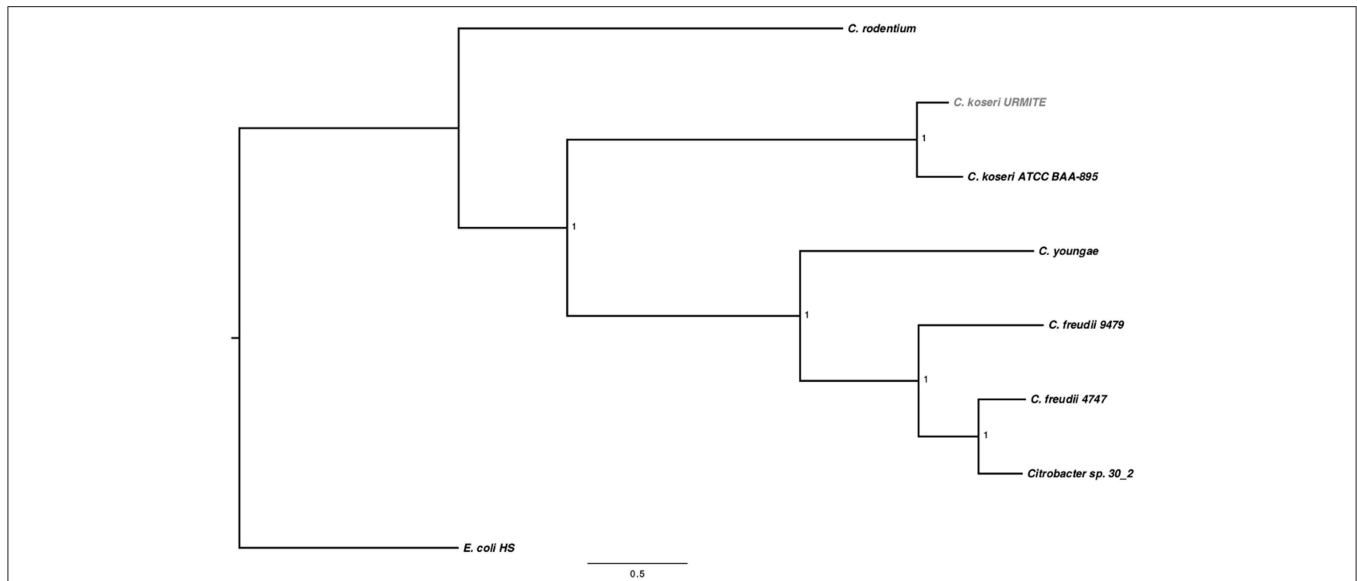 C. rodentium
C. koseri URMITE
1
C. koseri ATCC BAA-895
1
C. youngae
1
C. freudii 9479
1
C. freudii 4747
1
Citrobacter sp. 30_2
E. coli HS
0.5